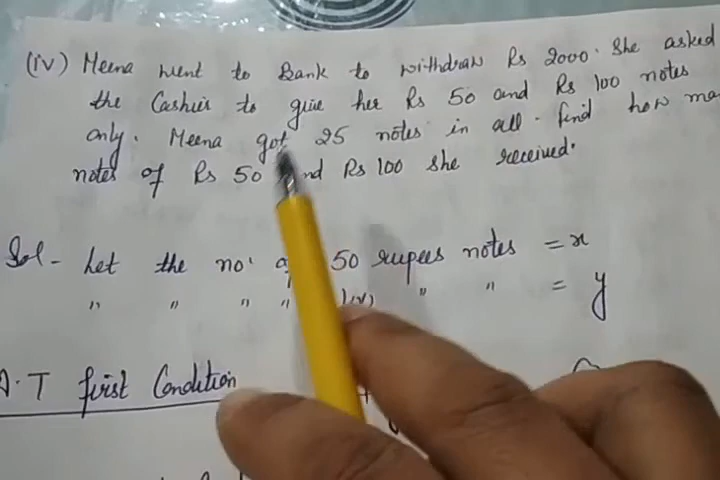 (iv) Meena went to Bank to withdraw Rs 2000. She asked
the Cashier to give her Rs 50 and Rs 100 notes
only. Meena got 25 notes in all. find how
notes of Rs 50 Rs 100 she received.
Sol - Let the no. 50 rupees notes = x
" " " " " " = y
A.T first Condition